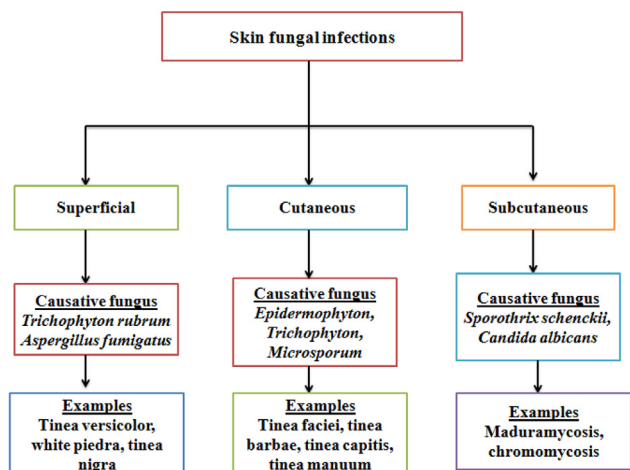 Skin fungal infections
Superficial
Cutaneous
Subcutaneous
Causative fungus
Trichophyton rubrum
Aspergillus fumigatus
Causative fungus
Epidermophyton,
Trichophyton,
Microsporum
Causative fungus
Sporothrix schenckii,
Candida albicans
Examples
Tinea versicolor,
white piedra, tinea
nigra
Examples
Tinea faciei, tinea
barbae, tinea capitis,
tinea manuum
Examples
Maduramycosis,
chromomycosis